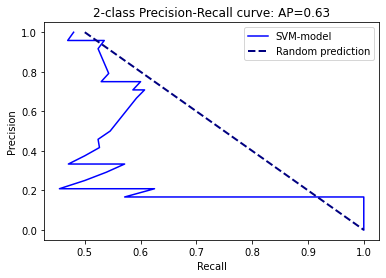 2-class Precision-Recall curve: AP=0.63
SVM-model
Random prediction
Precision
1.0
0.8
0.6
0.4
0.2
0.0
0.5 0.6 0.7 0.8 0.9 1.0
Recall